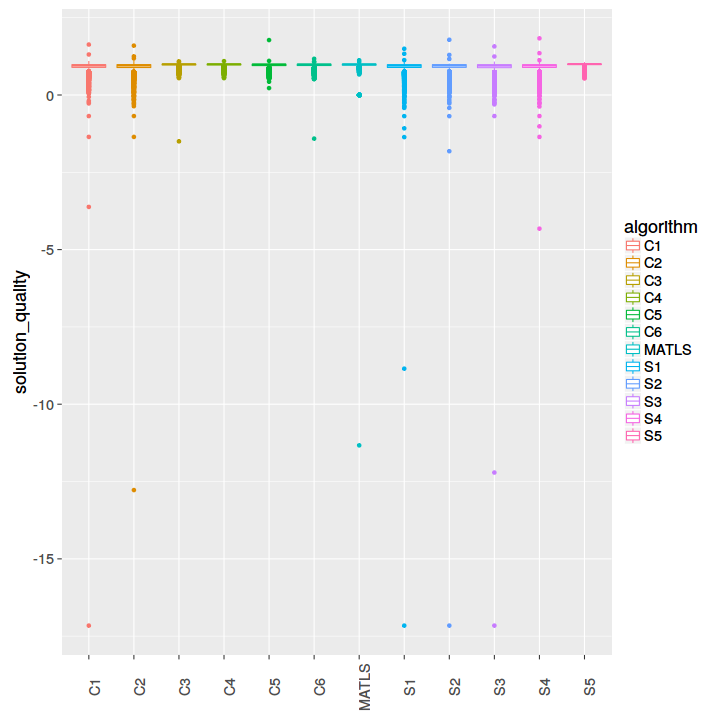 0
-5
-10
-15
solution_quality
C1
C2
C3
C4
C5
C6
MATLS
S1
S2
S3
S4
S5
algorithm
C1
C2
C3
C4
C5
C6
MATLS
S1
S2
S3
S4
S5